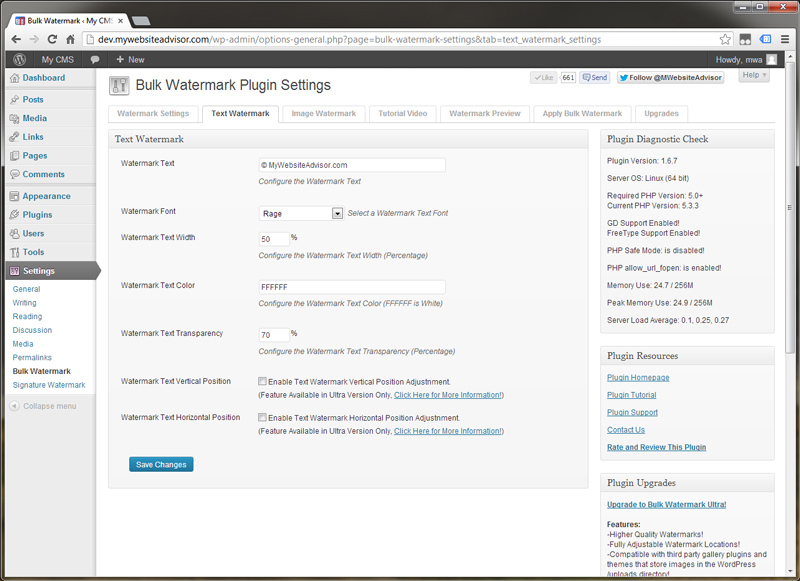 Bulk Watermark ‹ My CMS
dev.mywebsiteadvisor.com/wp-admin/options-general.php?page=bulk-watermark-settings&tab=text_watermark_settings
My CMS
+ New
Howdy, mwa
Dashboard
Posts
Media
Links
Pages
Comments
Appearance
Plugins
Users
Tools
Settings
General
Writing
Reading
Discussion
Media
Permalinks
Bulk Watermark
Signature Watermark
Collapse menu
Bulk Watermark Plugin Settings
Like 661 Send Follow @MWebsiteAdvisor Help
Watermark Settings Text Watermark Image Watermark Tutorial Video Watermark Preview Apply Bulk Watermark Upgrades
Text Watermark
Watermark Text © MyWebsiteAdvisor.com
Configure the Watermark Text
Watermark Font Rage Select a Watermark Text Font
Watermark Text Width 50 %
Configure the Watermark Text Width (Percentage)
Watermark Text Color FFFFFF
Configure the Watermark Text Color (FFFFFF is White)
Watermark Text Transparency 70 %
Configure the Watermark Text Transparency (Percentage)
Watermark Text Vertical Position Enable Text Watermark Vertical Position Adjustnment.
(Feature Available in Ultra Version Only, Click Here for More Information!)
Watermark Text Horizontal Position Enable Text Watermark Horizontal Position Adjustment.
(Feature Available in Ultra Version Only, Click Here for More Information!)
Save Changes
Plugin Diagnostic Check
Plugin Version: 1.6.7
Server OS: Linux (64 bit)
Required PHP Version: 5.0+
Current PHP Version: 5.3.3
GD Support Enabled!
FreeType Support Enabled!
PHP Safe Mode: is disabled!
PHP allow_url_fopen: is enabled!
Memory Use: 24.7 / 256M
Peak Memory Use: 24.9 / 256M
Server Load Average: 0.1, 0.25, 0.27
Plugin Resources
Plugin Homepage
Plugin Tutorial
Plugin Support
Contact Us
Rate and Review This Plugin
Plugin Upgrades
Upgrade to Bulk Watermark Ultra!
Features:
-Higher Quality Watermarks!
-Fully Adjustable Watermark Locations!
-Compatible with third party gallery plugins and
themes that store images in the WordPress
/uploads directory!